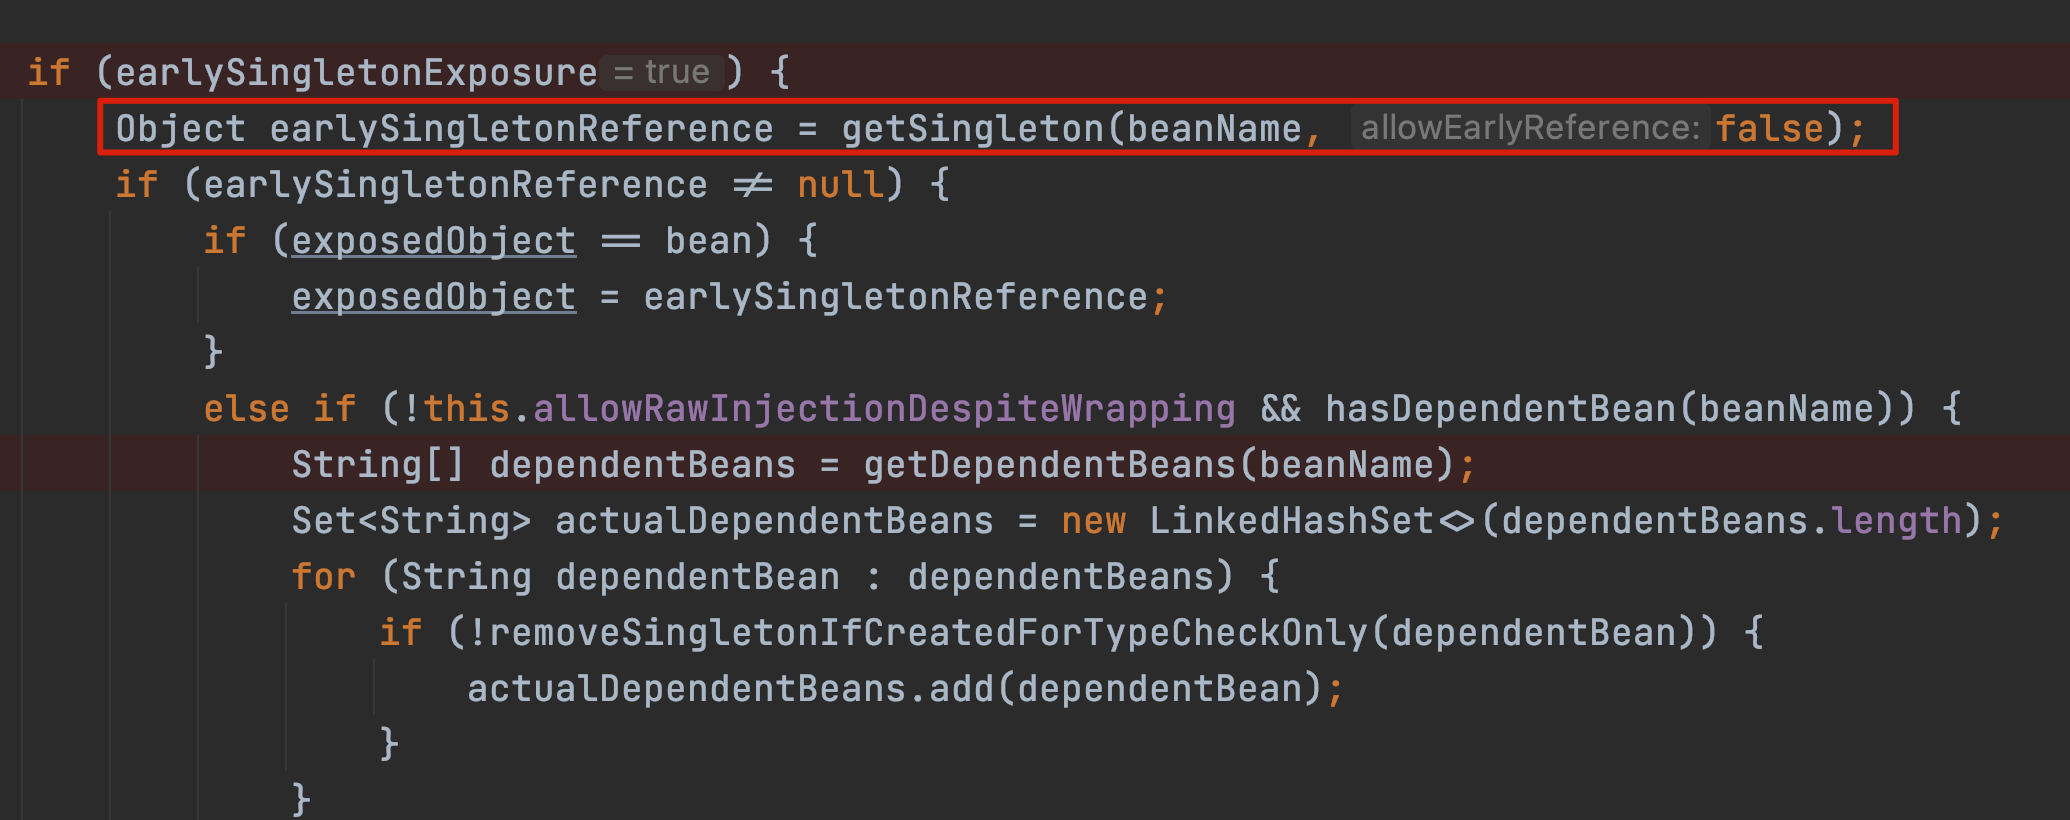 if (earlySingletonExposure = true ) {
    Object earlySingletonReference = getSingleton(beanName, allowEarlyReference: false);
    if (earlySingletonReference != null) {
        if (exposedObject == bean) {
            exposedObject = earlySingletonReference;
        }
        else if (!this.allowRawInjectionDespiteWrapping && hasDependentBean(beanName)) {
            String[] dependentBeans = getDependentBeans(beanName);
            Set<String> actualDependentBeans = new LinkedHashSet<>(dependentBeans.length);
            for (String dependentBean : dependentBeans) {
                if (!removeSingletonIfCreatedForTypeCheckOnly(dependentBean)) {
                    actualDependentBeans.add(dependentBean);
                }
            }